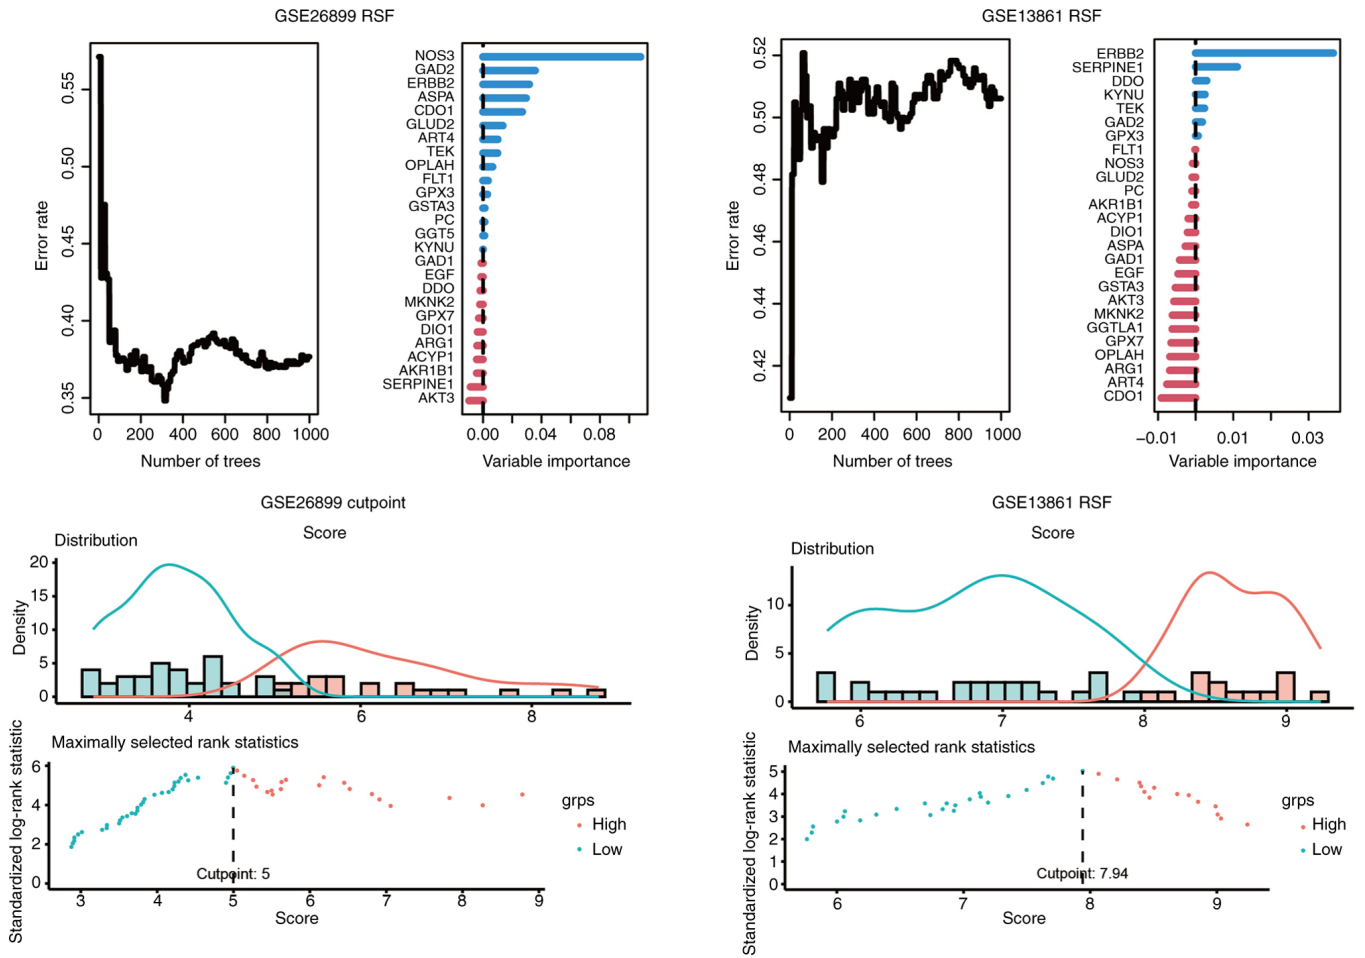 GSE26899 RSF
Error rate
0.55
0.50
0.45
0.40
0.35
0 200 400 600 800 1000
Number of trees
NOS3
GAD2
ERBB2
ASPA
CDO1
GLUD2
ART4
TEK
OPLAH
FLT1
GPX3
GSTA3
PC
GGT5
KYNU
GAD1
EGF
DDO
MKNK2
GPX7
DIO1
ARG1
ACYP1
AKR1B1
SERPINE1
AKT3
0.00 0.04 0.08
Variable importance
GSE13861 RSF
Error rate
0.52
0.50
0.48
0.46
0.44
0.42
0 200 400 600 800 1000
Number of trees
ERBB2
SERPINE1
DDO
KYNU
TEK
GAD2
GPX3
FLT1
NOS3
GLUD2
PC
AKR1B1
ACYP1
DIO1
ASPA
GAD1
EGF
GSTA3
AKT3
MKNK2
GGTLA1
GPX7
OPLAH
ARG1
ART4
CDO1
−0.01 0.01 0.03
Variable importance
GSE26899 cutpoint
Score
Distribution
Density
20
15
10
5
0
4 6 8
Maximally selected rank statistics
Standardized log-rank statistic
6
4
2
0
Cutpoint: 5
3 4 5 6 7 8 9
Score
grps
High
Low
GSE13861 RSF
Score
Distribution
Density
10
5
0
6 7 8 9
Maximally selected rank statistics
Standardized log-rank statistic
5
4
3
2
1
0
Cutpoint: 7.94
6 7 8 9
Score
grps
High
Low